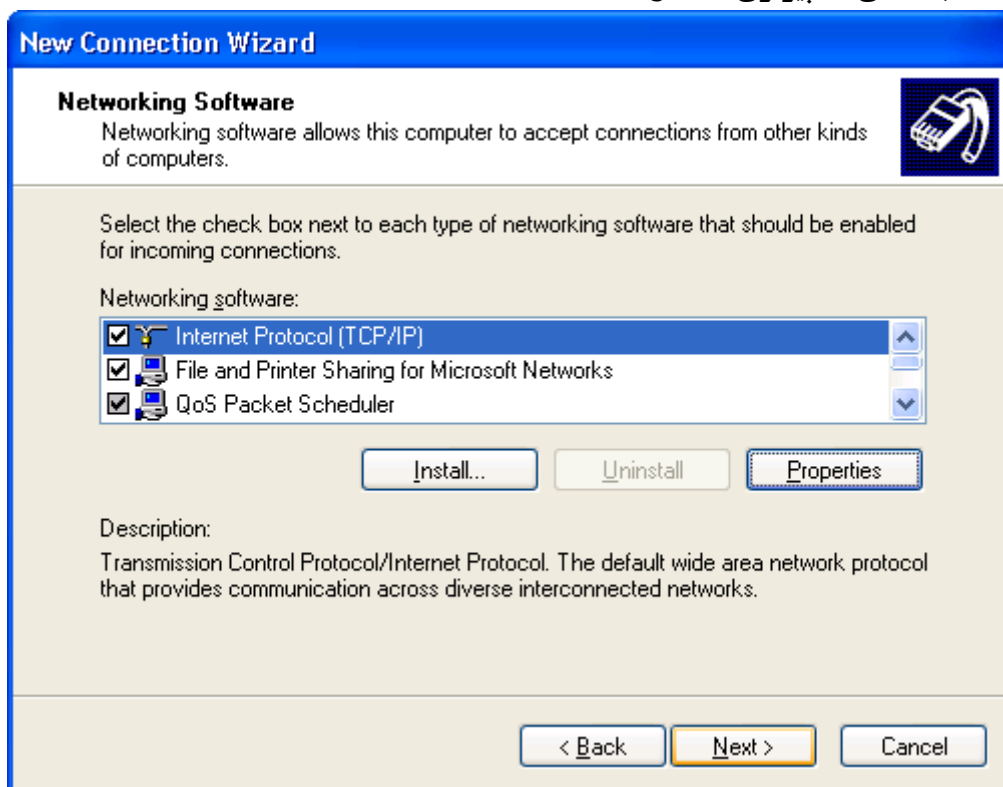 New Connection Wizard
Networking Software
Networking software allows this computer to accept connections from other kinds
of computers.
Select the check box next to each type of networking software that should be enabled
for incoming connections.
Networking software:
Internet Protocol (TCP/IP)
File and Printer Sharing for Microsoft Networks
QoS Packet Scheduler
Install...
Uninstall
Properties
Description:
Transmission Control Protocol/Internet Protocol. The default wide area network protocol
that provides communication across diverse interconnected networks.
< Back
Next >
Cancel